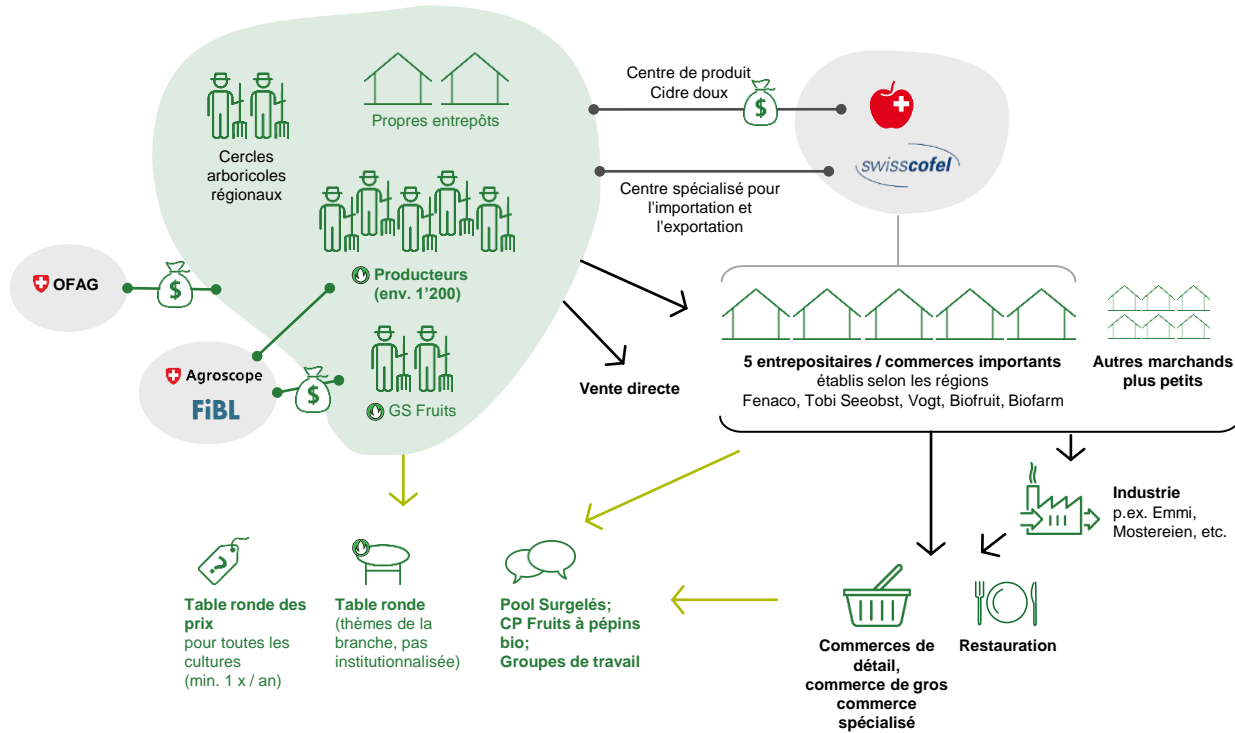 Cercles
arboricoles
régionaux
Propres entrepôts
Producteurs
(env. 1'200)
GS Fruits
OFAG
$
Agroscope
FiBL
$
Centre de produit
Cidre doux
$
swisscofel
Centre spécialisé pour
l'importation et
l'exportation
Vente directe
5 entrepositaires / commerces importants
établis selon les régions
Fenaco, Tobi Seeobst, Vogt, Biofruit, Biofarm
Autres marchands
plus petits
Industrie
p.ex. Emmi,
Mostereien, etc.
?
Table ronde des
prix
pour toutes les
cultures
(min. 1 x / an)
Table ronde
(thèmes de la
branche, pas
institutionnalisée)
Pool Surgelés;
CP Fruits à pépins
bio;
Groupes de travail
Commerces de
détail,
commerce de gros
commerce
spécialisé
Restauration